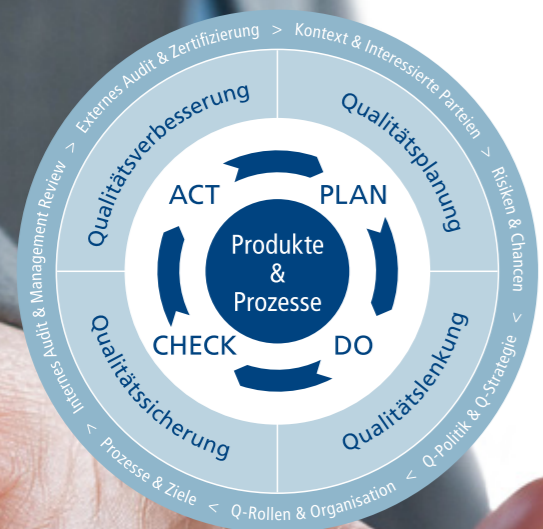 Externes Audit & Zertifizierung > Kontext & Interessierte Parteien > Risiken & Chancen > Q-Politik & Q-Strategie > Q-Rollen & Organisation > Prozesse & Ziele > Internes Audit & Management Review >
Qualitätsverbesserung
Qualitätsplanung
ACT
PLAN
Produkte
&
Prozesse
CHECK
DO
Qualitätssicherung
Qualitätslenkung